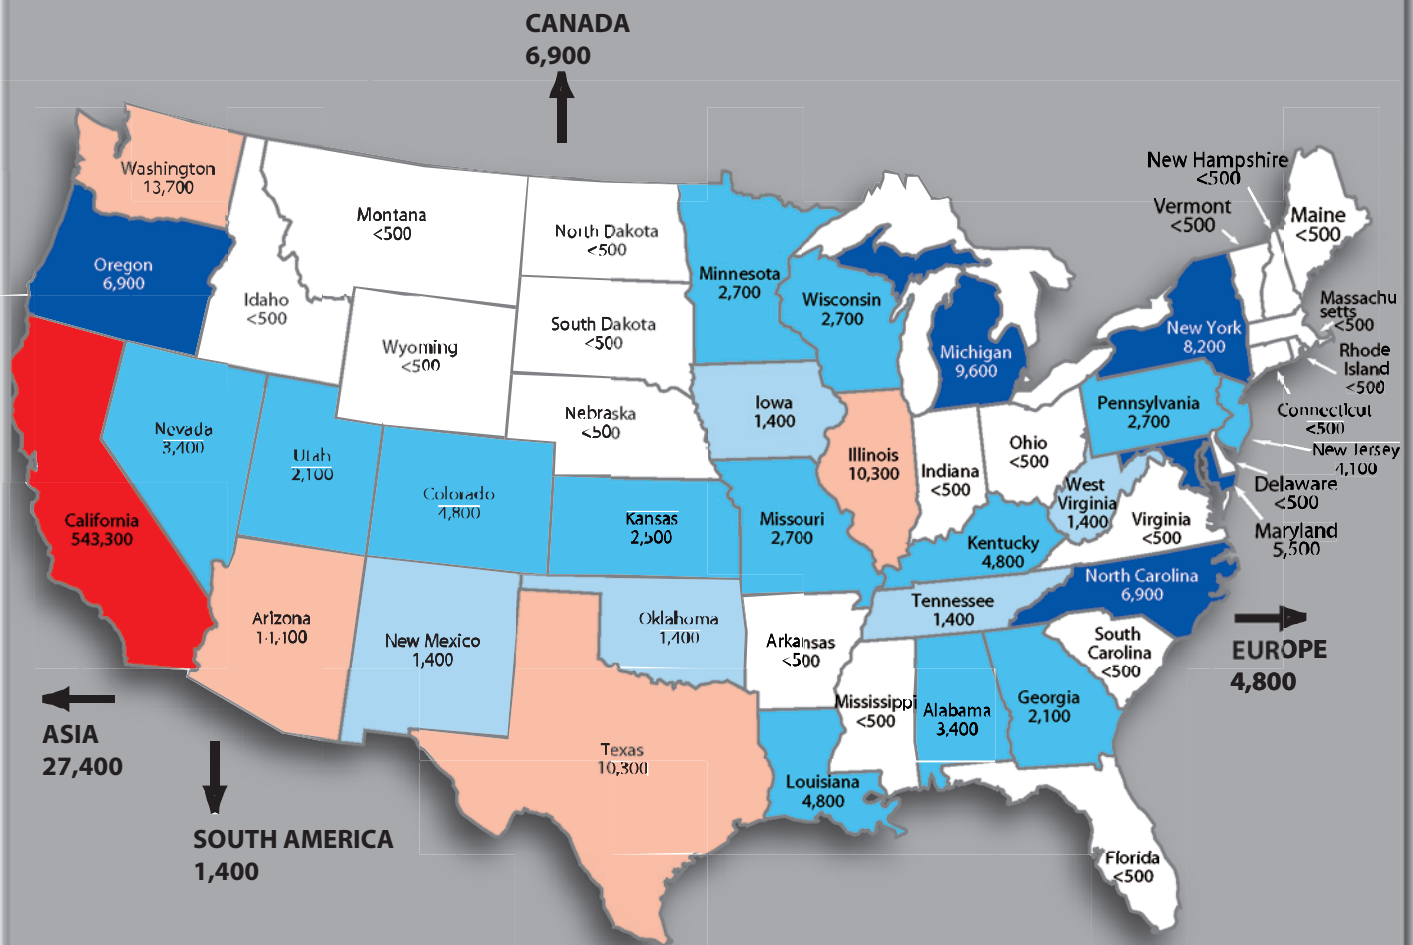 CANADA
6,900
Washington
13,700
Oregon
6,900
California
543,300
Nevada
3,400
Idaho
<500
Montana
<500
Wyoming
<500
Utah
2,100
Colorado
4,800
Arizona
New Mexico
1,400
North Dakota
<500
South Dakota
<500
Nebraska
<500
Kansas
2,500
Oklahoma
1,400
Texas
10,300
Minnesota
2,700
Iowa
1,400
Missouri
2,700
Arkansas
<500
Louisiana
4,800
Wisconsin
2,700
Illinois
10,300
Michigan
9,600
Indiana
<500
Ohio
<500
Kentucky
4,800
Tennessee
1,400
Mississippi
<500
Alabama
3,400
Georgia
2,100
Florida
<500
South
Carolina
<500
North Carolina
6,900
Virginia
<500
West
Virginia
1,400
Pennsylvania
2,700
New York
8,200
New Hampshire
<500
Vermont
<500
Maine
<500
Massachu
setts
<500
Rhode
Island
<500
Connecticut
<500
New Jersey
4,100
Delaware
<500
Maryland
5,500
EUROPE
4,800
ASIA
27,400
SOUTH AMERICA
1,400